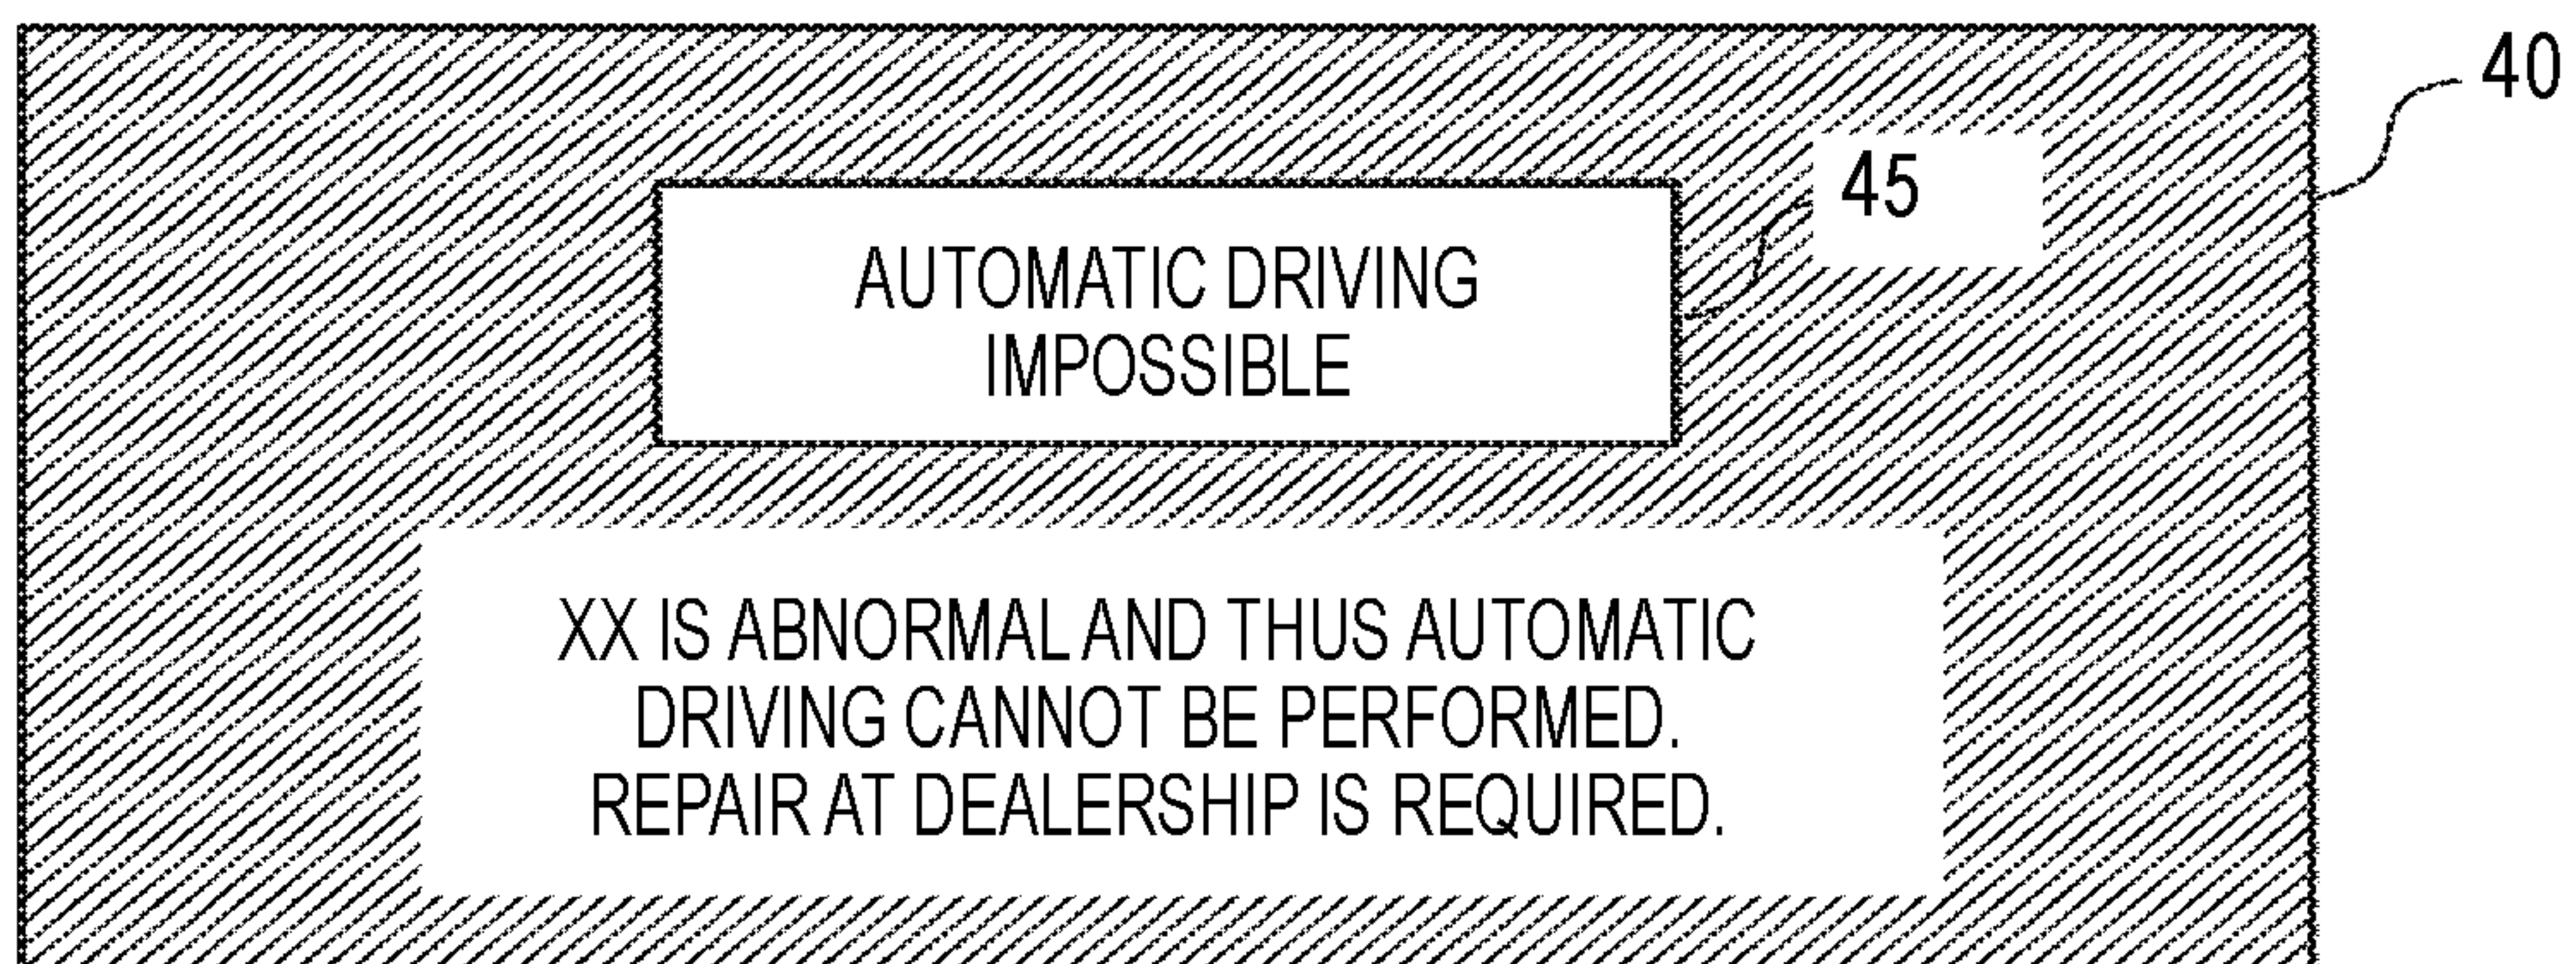 40
45
AUTOMATIC DRIVING
IMPOSSIBLE
XX IS ABNORMAL AND THUS AUTOMATIC
DRIVING CANNOT BE PERFORMED.
REPAIR AT DEALERSHIP IS REQUIRED.